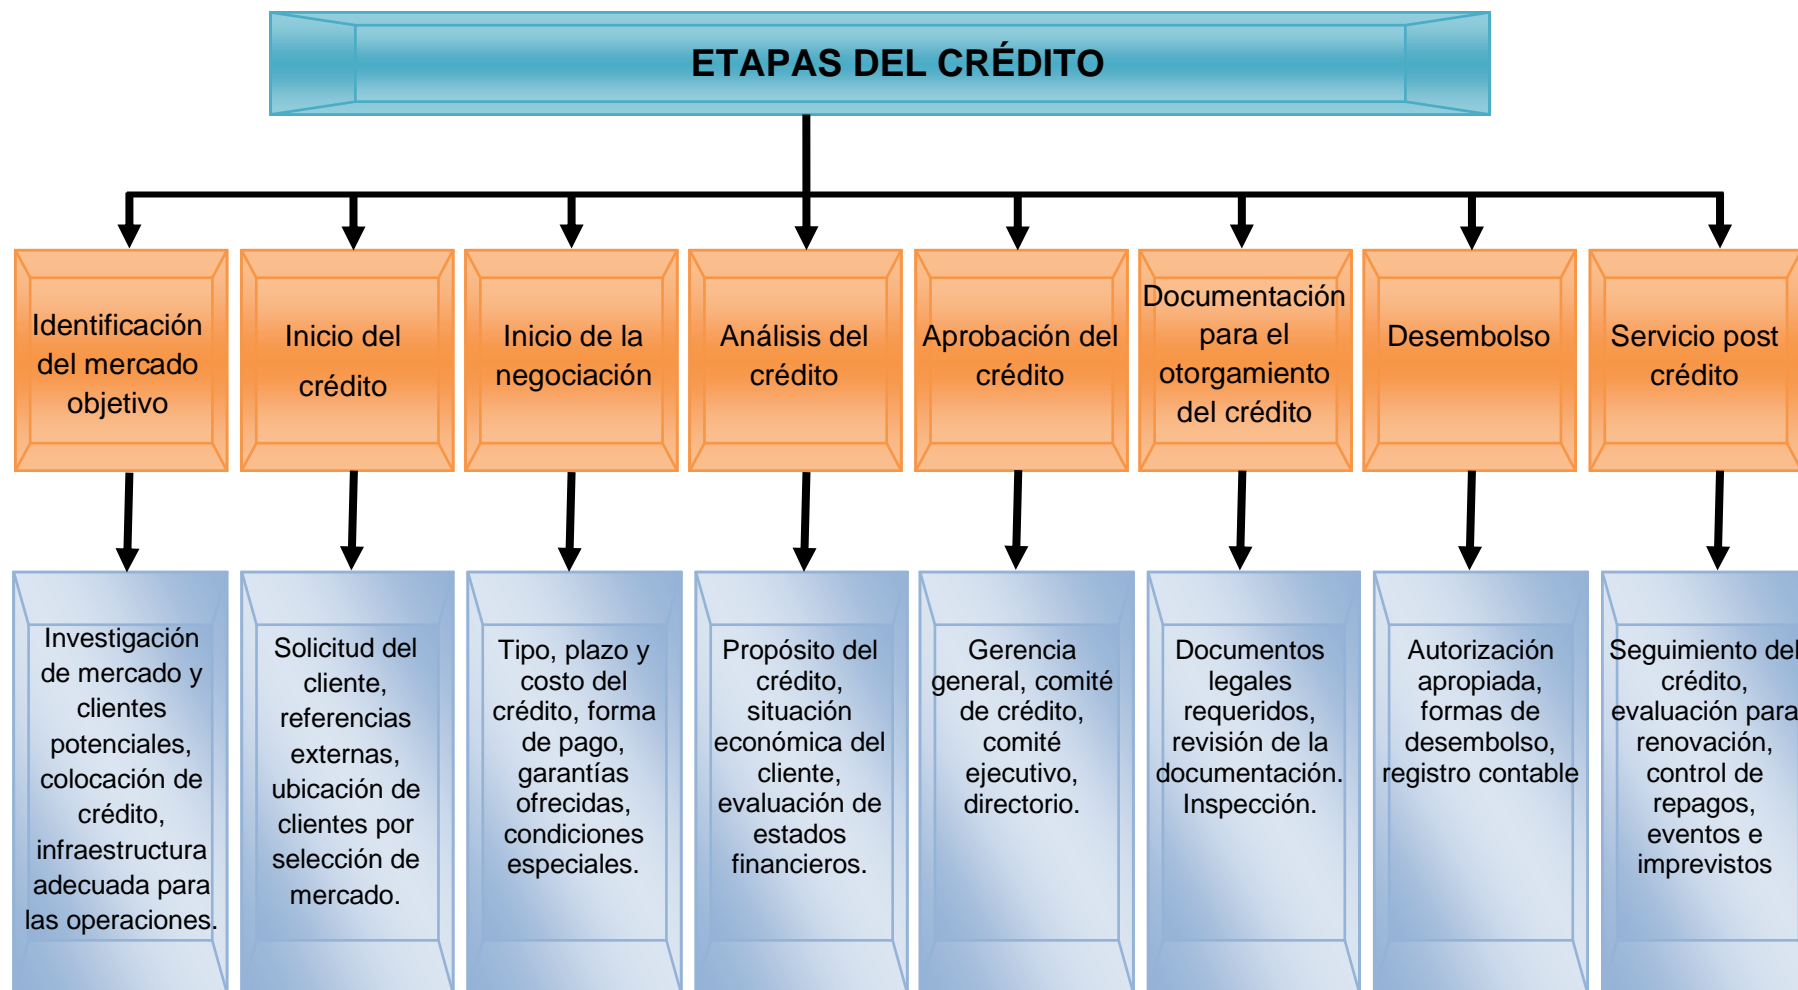 ETAPAS DEL CRÉDITO
Identificación
del mercado
objetivo
Inicio del
crédito
Inicio de la
negociación
Análisis del
crédito
Aprobación del
crédito
Documentación
para el
otorgamiento
del crédito
Desembolso
Servicio post
crédito
Investigación
de mercado y
clientes
potenciales,
colocación de
crédito,
infraestructura
adecuada para
las operaciones.
Solicitud del
cliente,
referencias
externas,
ubicación de
clientes por
selección de
mercado.
Tipo, plazo y
costo del
crédito, forma
de pago,
garantías
ofrecidas,
condiciones
especiales.
Propósito del
crédito,
situación
económica del
cliente,
evaluación de
estados
financieros.
Gerencia
general, comité
de crédito,
comité
ejecutivo,
directorio.
Documentos
legales
requeridos,
revisión de la
documentación.
Inspección.
Autorización
apropiada,
formas de
desembolso,
registro contable
Seguimiento del
crédito,
evaluación para
renovación,
control de
repagos,
eventos e
imprevistos